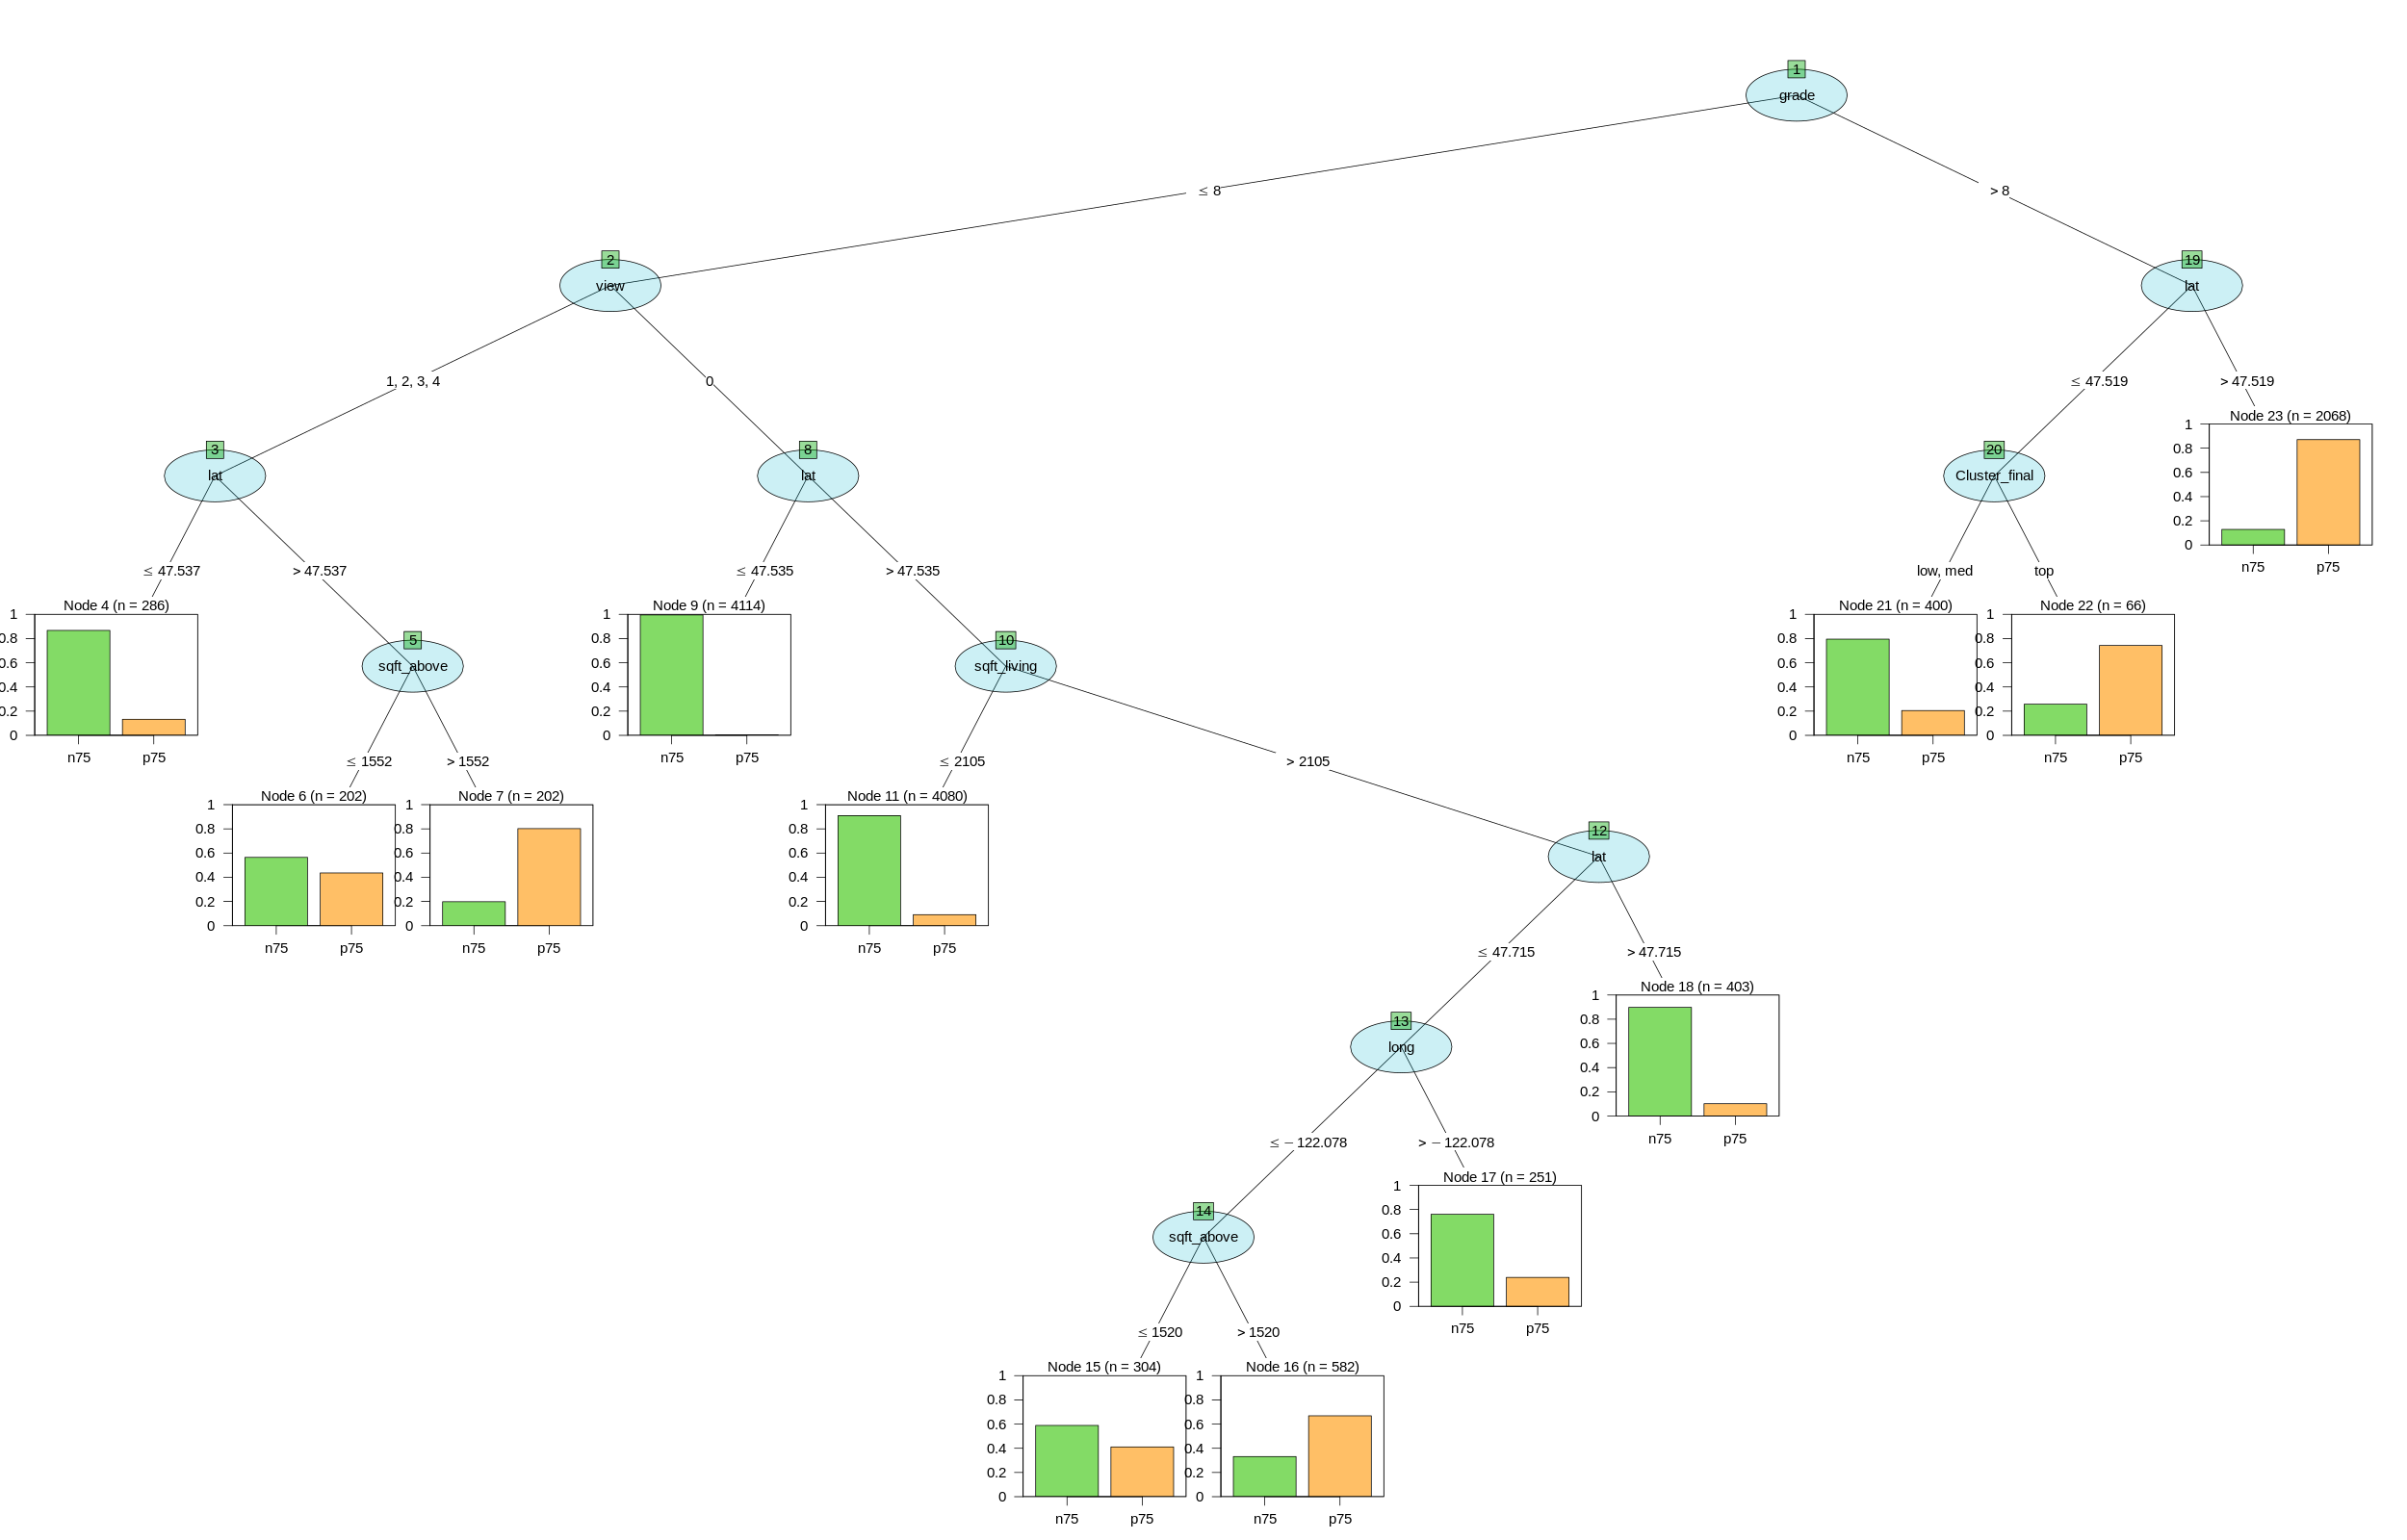 1
grade
≤ 8
> 8
2
view
19
lat
1, 2, 3, 4
0
≤ 47.519
> 47.519
Node 23 (n = 2068)
1
0.8
0.6
0.4
0.2
0
n75 p75
3
lat
8
lat
20
Cluster_final
≤ 47.537
> 47.537
≤ 47.535
> 47.535
low, med
top
Node 4 (n = 286)
1
0.8
0.6
0.4
0.2
0
n75 p75
Node 9 (n = 4114)
1
0.8
0.6
0.4
0.2
0
n75 p75
Node 21 (n = 400)
1
0.8
0.6
0.4
0.2
0
n75 p75
Node 22 (n = 66)
1
0.8
0.6
0.4
0.2
0
n75 p75
5
sqft_above
10
sqft_living
≤ 1552
> 1552
≤ 2105
> 2105
Node 6 (n = 202)
1
0.8
0.6
0.4
0.2
0
n75 p75
Node 7 (n = 202)
1
0.8
0.6
0.4
0.2
0
n75 p75
Node 11 (n = 4080)
1
0.8
0.6
0.4
0.2
0
n75 p75
12
lat
≤ 47.715
> 47.715
Node 18 (n = 403)
1
0.8
0.6
0.4
0.2
0
n75 p75
13
long
≤ − 122.078
> − 122.078
Node 17 (n = 251)
1
0.8
0.6
0.4
0.2
0
n75 p75
14
sqft_above
≤ 1520
> 1520
Node 15 (n = 304)
1
0.8
0.6
0.4
0.2
0
n75 p75
Node 16 (n = 582)
1
0.8
0.6
0.4
0.2
0
n75 p75